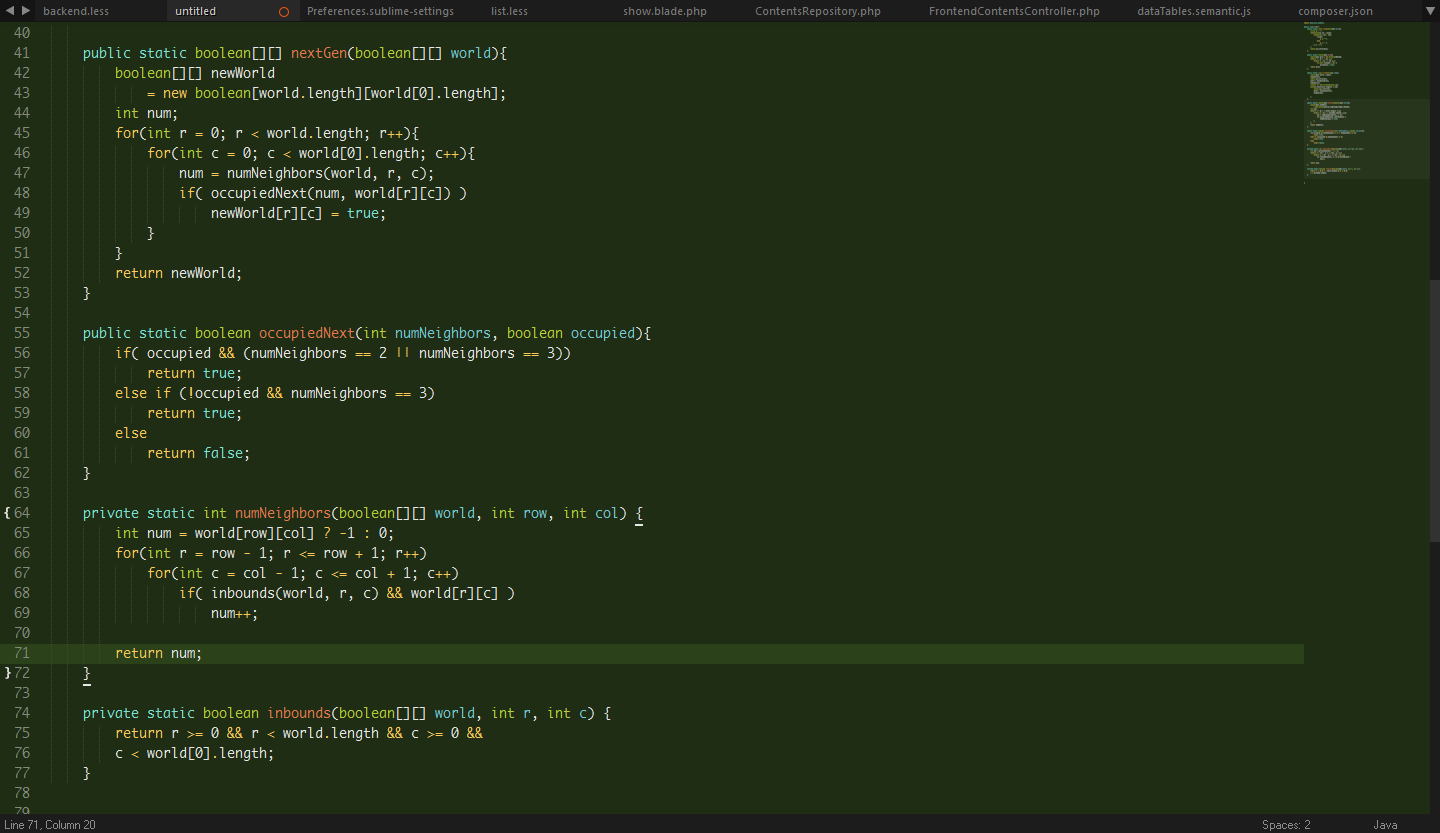 backend.less untitled Preferences.sublime-settings list.less show.blade.php ContentsRepository.php FrontendContentsController.php dataTables.semantic.js composer.json
40
41 public static boolean[][] nextGen(boolean[][] world){
42 boolean[][] newWorld
43 = new boolean[world.length][world[0].length];
44 int num;
45 for(int r = 0; r < world.length; r++){
46 for(int c = 0; c < world[0].length; c++){
47 num = numNeighbors(world, r, c);
48 if( occupiedNext(num, world[r][c]) )
49 newWorld[r][c] = true;
50 }
51 }
52 return newWorld;
53 }
54
55 public static boolean occupiedNext(int numNeighbors, boolean occupied){
56 if( occupied && (numNeighbors == 2 || numNeighbors == 3))
57 return true;
58 else if (!occupied && numNeighbors == 3)
59 return true;
60 else
61 return false;
62 }
63
{ 64 private static int numNeighbors(boolean[][] world, int row, int col) {
65 int num = world[row][col] ? -1 : 0;
66 for(int r = row - 1; r <= row + 1; r++)
67 for(int c = col - 1; c <= col + 1; c++)
68 if( inbounds(world, r, c) && world[r][c] )
69 num++;
70
71 return num;
} 72 }
73
74 private static boolean inbounds(boolean[][] world, int r, int c) {
75 return r >= 0 && r < world.length && c >= 0 &&
76 c < world[0].length;
77 }
78
79
Line 71, Column 20 Spaces: 2 Java